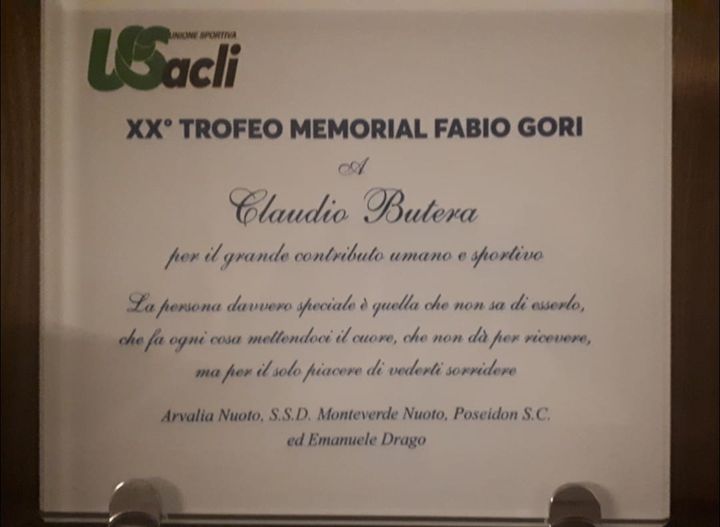 UNIONE SPORTIVA
USacli
XX° TROFEO MEMORIAL FABIO GORI
A
Claudio Butera
per il grande contributo umano e sportivo
La persona davvero speciale è quella che non sa di esserlo,
che fa ogni cosa mettendoci il cuore, che non dà per ricevere,
ma per il solo piacere di vederti sorridere
Arvalia Nuoto, S.S.D. Monteverde Nuoto, Poseidon S.C.
ed Emanuele Drago